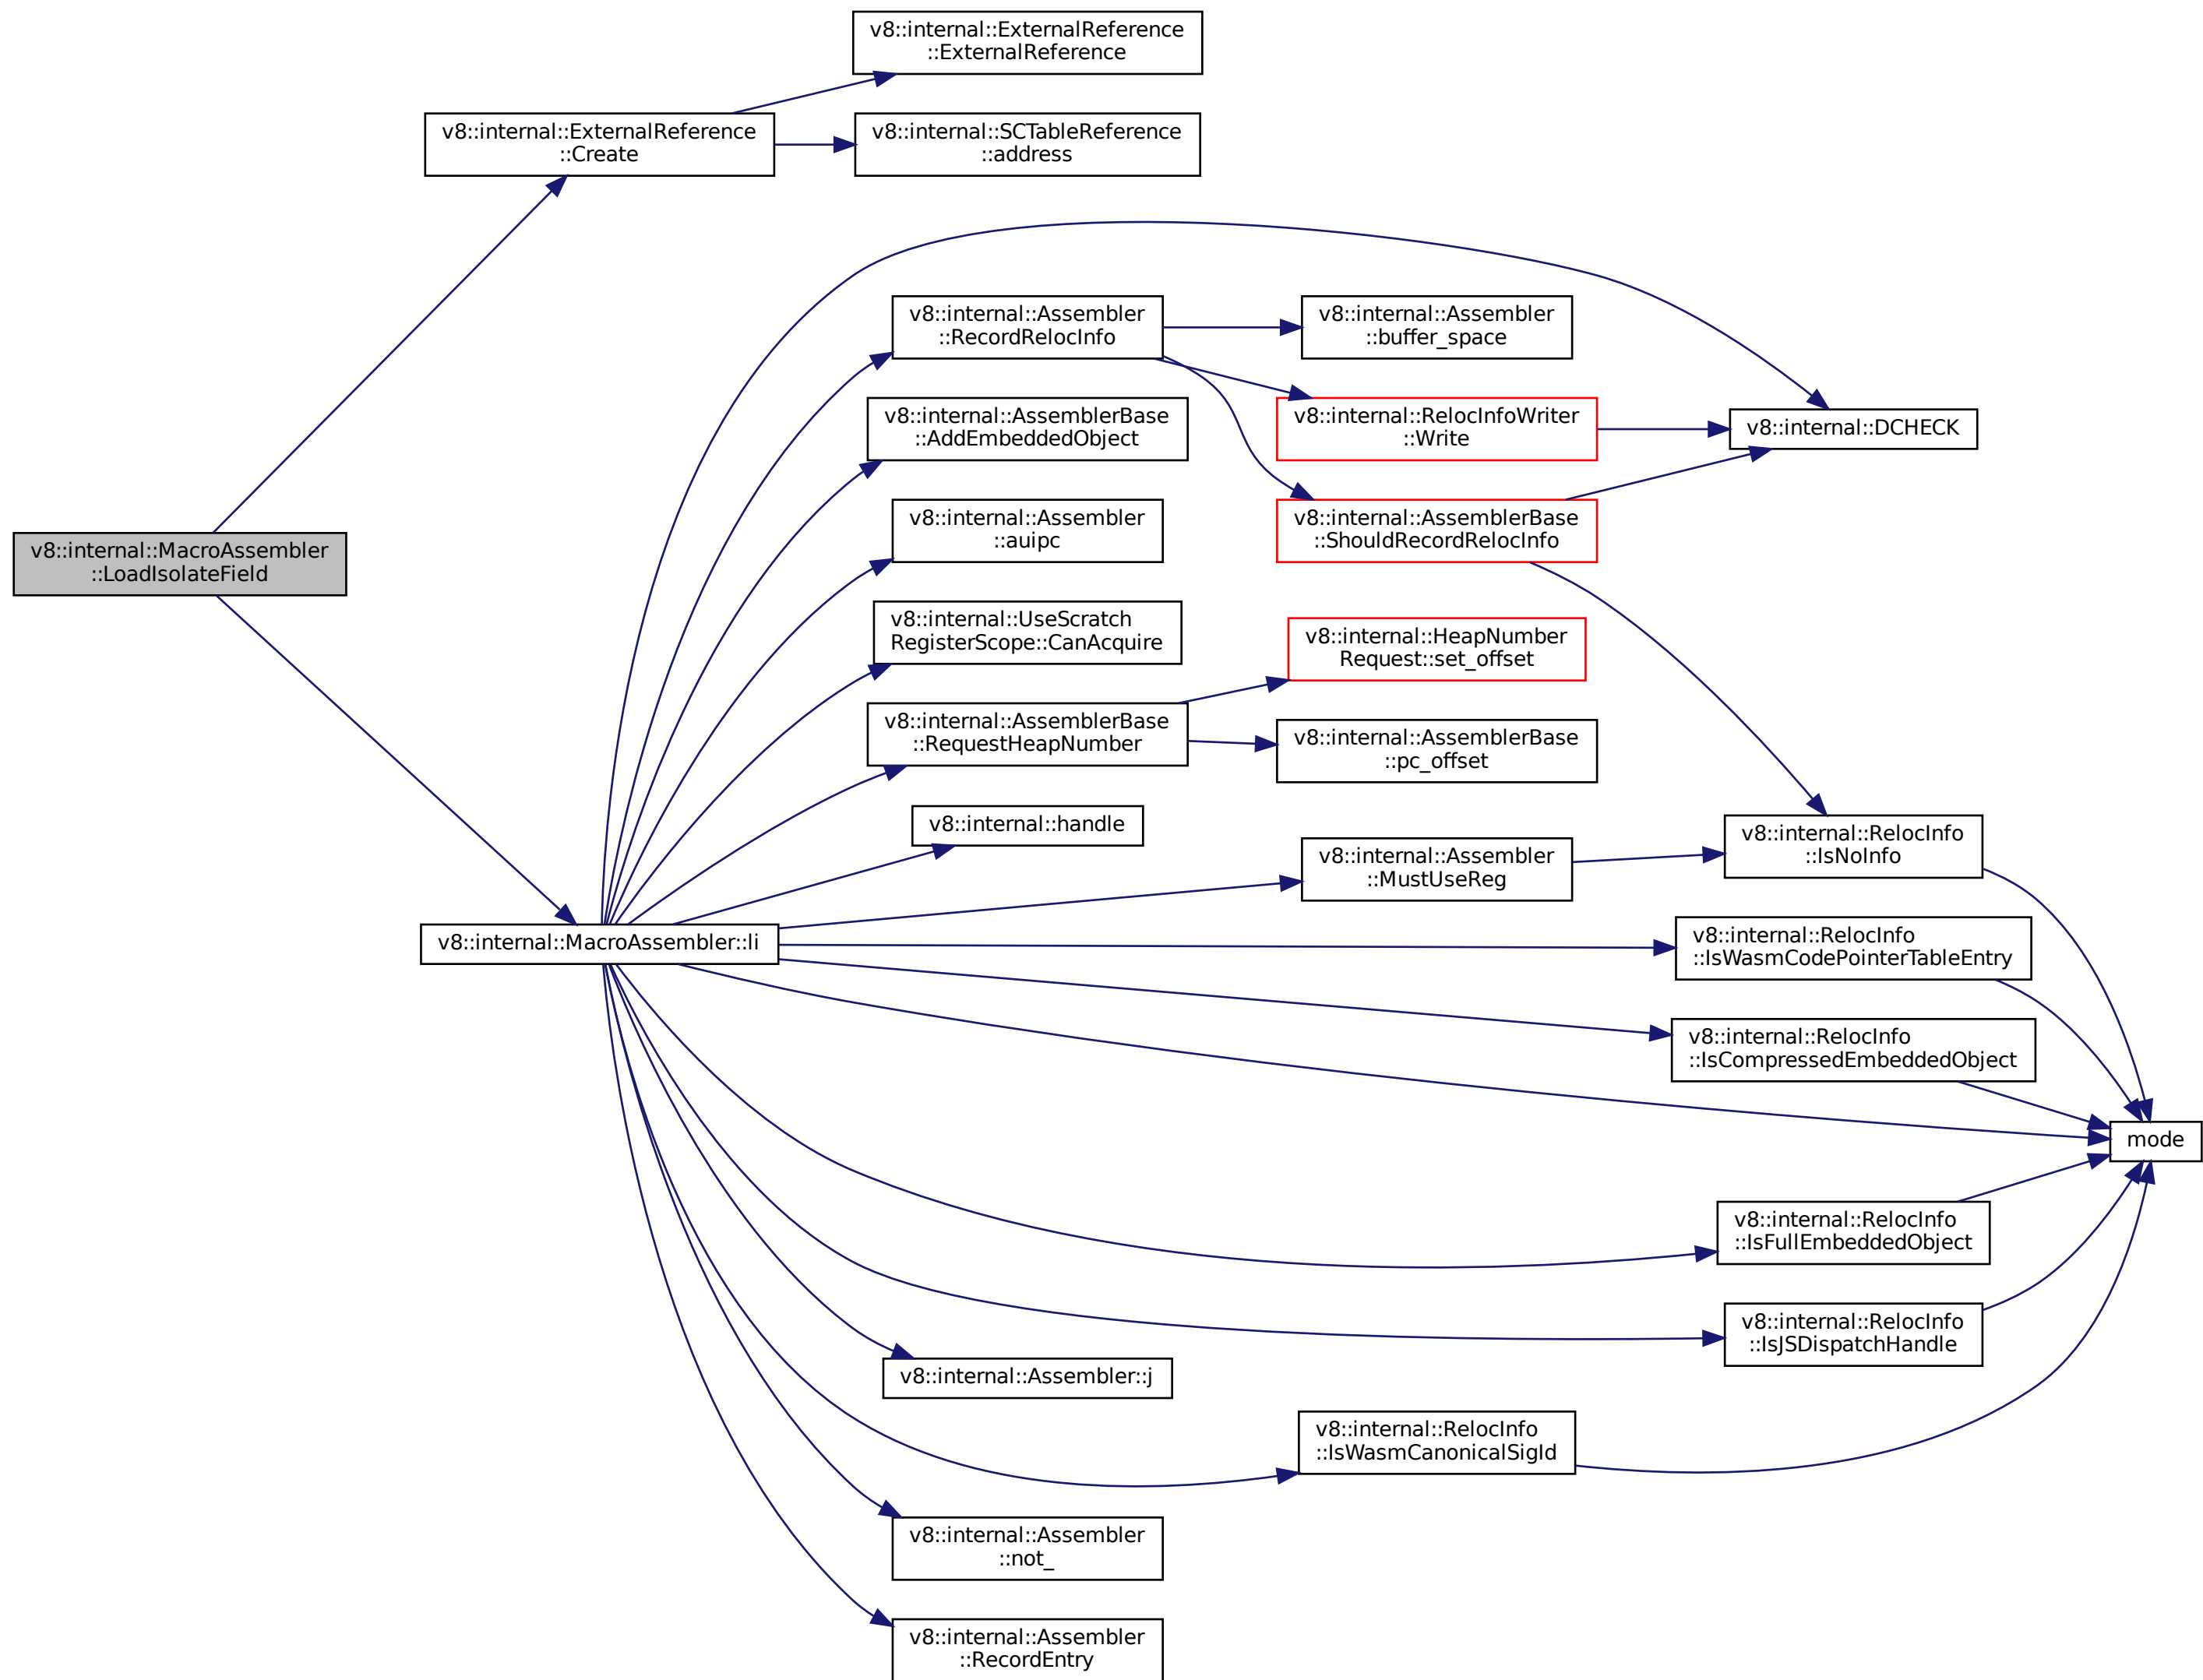 v8::internal::ExternalReference
::ExternalReference
v8::internal::ExternalReference
::Create
v8::internal::SCTableReference
::address
v8::internal::Assembler
::RecordRelocInfo
v8::internal::Assembler
::buffer_space
v8::internal::AssemblerBase
::AddEmbeddedObject
v8::internal::RelocInfoWriter
::Write
v8::internal::DCHECK
v8::internal::MacroAssembler
::LoadIsolateField
v8::internal::Assembler
::auipc
v8::internal::AssemblerBase
::ShouldRecordRelocInfo
v8::internal::UseScratch
RegisterScope::CanAcquire
v8::internal::HeapNumber
Request::set_offset
v8::internal::AssemblerBase
::RequestHeapNumber
v8::internal::AssemblerBase
::pc_offset
v8::internal::handle
v8::internal::Assembler
::MustUseReg
v8::internal::RelocInfo
::IsNoInfo
v8::internal::MacroAssembler::li
v8::internal::RelocInfo
::IsWasmCodePointerTableEntry
v8::internal::RelocInfo
::IsCompressedEmbeddedObject
mode
v8::internal::RelocInfo
::IsFullEmbeddedObject
v8::internal::RelocInfo
::IsJSDispatchHandle
v8::internal::Assembler::j
v8::internal::RelocInfo
::IsWasmCanonicalSigId
v8::internal::Assembler
::not_
v8::internal::Assembler
::RecordEntry